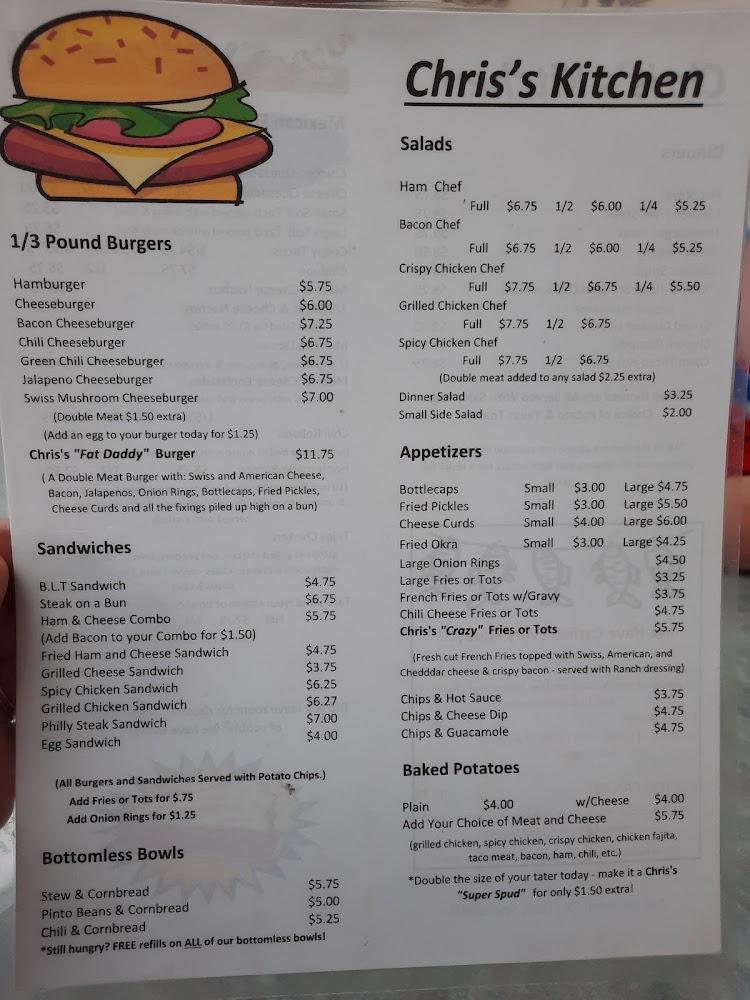 Chris's Kitchen
1/3 Pound Burgers
Hamburger $5.75
Cheeseburger $6.00
Bacon Cheeseburger $7.25
Chili Cheeseburger $6.75
Green Chili Cheeseburger $6.75
Jalapeno Cheeseburger $6.75
Swiss Mushroom Cheeseburger $7.00
(Double Meat $1.50 extra)
(Add an egg to your burger today for $1.25)
Chris's "Fat Daddy" Burger $11.75
( A Double Meat Burger with: Swiss and American Cheese,
Bacon, Jalapenos, Onion Rings, Bottlecaps, Fried Pickles,
Cheese Curds and all the fixings piled up high on a bun)
Sandwiches
B.L.T Sandwich $4.75
Steak on a Bun $6.75
Ham & Cheese Combo $5.75
(Add Bacon to your Combo for $1.50)
Fried Ham and Cheese Sandwich $4.75
Grilled Cheese Sandwich $3.75
Spicy Chicken Sandwich $6.25
Grilled Chicken Sandwich $6.27
Philly Steak Sandwich $7.00
Egg Sandwich $4.00
(All Burgers and Sandwiches Served with Potato Chips.)
Add Fries or Tots for $.75
Add Onion Rings for $1.25
Bottomless Bowls
Stew & Cornbread $5.75
Pinto Beans & Cornbread $5.00
Chili & Cornbread $5.25
*Still hungry? FREE refills on ALL of our bottomless bowls!
Salads
Ham Chef
Full $6.75 1/2 $6.00 1/4 $5.25
Bacon Chef
Full $6.75 1/2 $6.00 1/4 $5.25
Crispy Chicken Chef
Full $7.75 1/2 $6.75 1/4 $5.50
Grilled Chicken Chef
Full $7.75 1/2 $6.75
Spicy Chicken Chef
Full $7.75 1/2 $6.75
(Double meat added to any salad $2.25 extra)
Dinner Salad $3.25
Small Side Salad $2.00
Appetizers
Bottlecaps Small $3.00 Large $4.75
Fried Pickles Small $3.00 Large $5.50
Cheese Curds Small $4.00 Large $6.00
Fried Okra Small $3.00 Large $4.25
Large Onion Rings $4.50
Large Fries or Tots $3.25
French Fries or Tots w/Gravy $3.75
Chili Cheese Fries or Tots $4.75
Chris's "Crazy" Fries or Tots $5.75
(Fresh cut French Fries topped with Swiss, American, and
Chedddar cheese & crispy bacon - served with Ranch dressing)
Chips & Hot Sauce $3.75
Chips & Cheese Dip $4.75
Chips & Guacamole $4.75
Baked Potatoes
Plain $4.00 w/Cheese $4.00
Add Your Choice of Meat and Cheese $5.75
(grilled chicken, spicy chicken, crispy chicken, chicken fajita,
taco meat, bacon, ham, chili, etc.)
*Double the size of your tater today - make it a Chris's
"Super Spud" for only $1.50 extra!